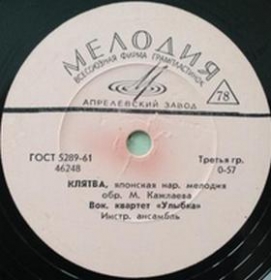 МЕЛОДИЯ
ВСЕСОЮЗНАЯ ФИРМА ГРАМПЛАСТИНОК
78
АПРЕЛЕВСКИЙ ЗАВОД
ГОСТ 5289-61
46248
Третья гр.
0-57
КЛЯТВА, японская нар. мелодия
обр. М. Кажлаева
Вок. квартет «Улыбка»
Инстр. ансамбль